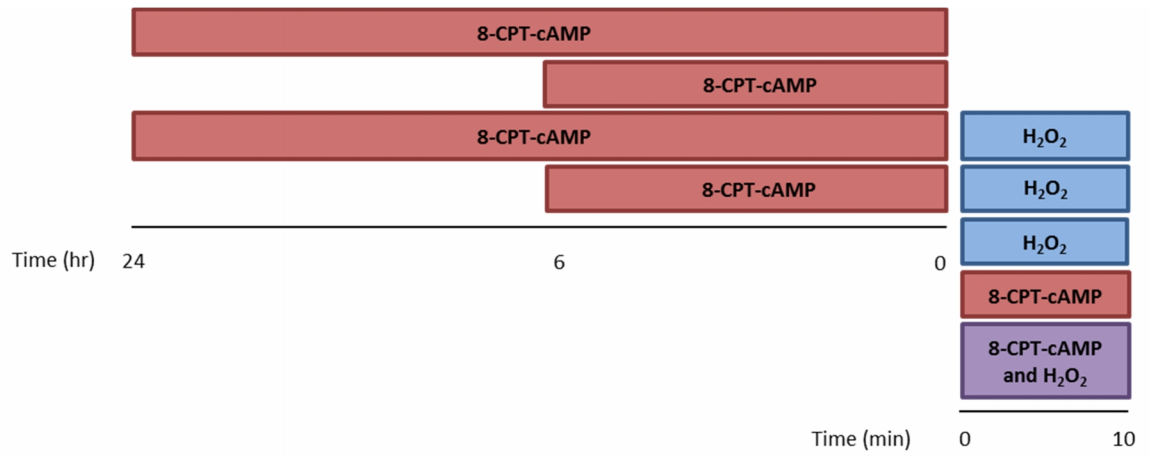 8-CPT-cAMP
8-CPT-cAMP
8-CPT-cAMP
H₂O₂
8-CPT-cAMP
H₂O₂
H₂O₂
Time (hr)
24
6
0
8-CPT-cAMP
8-CPT-cAMP
and H₂O₂
Time (min)
0
10